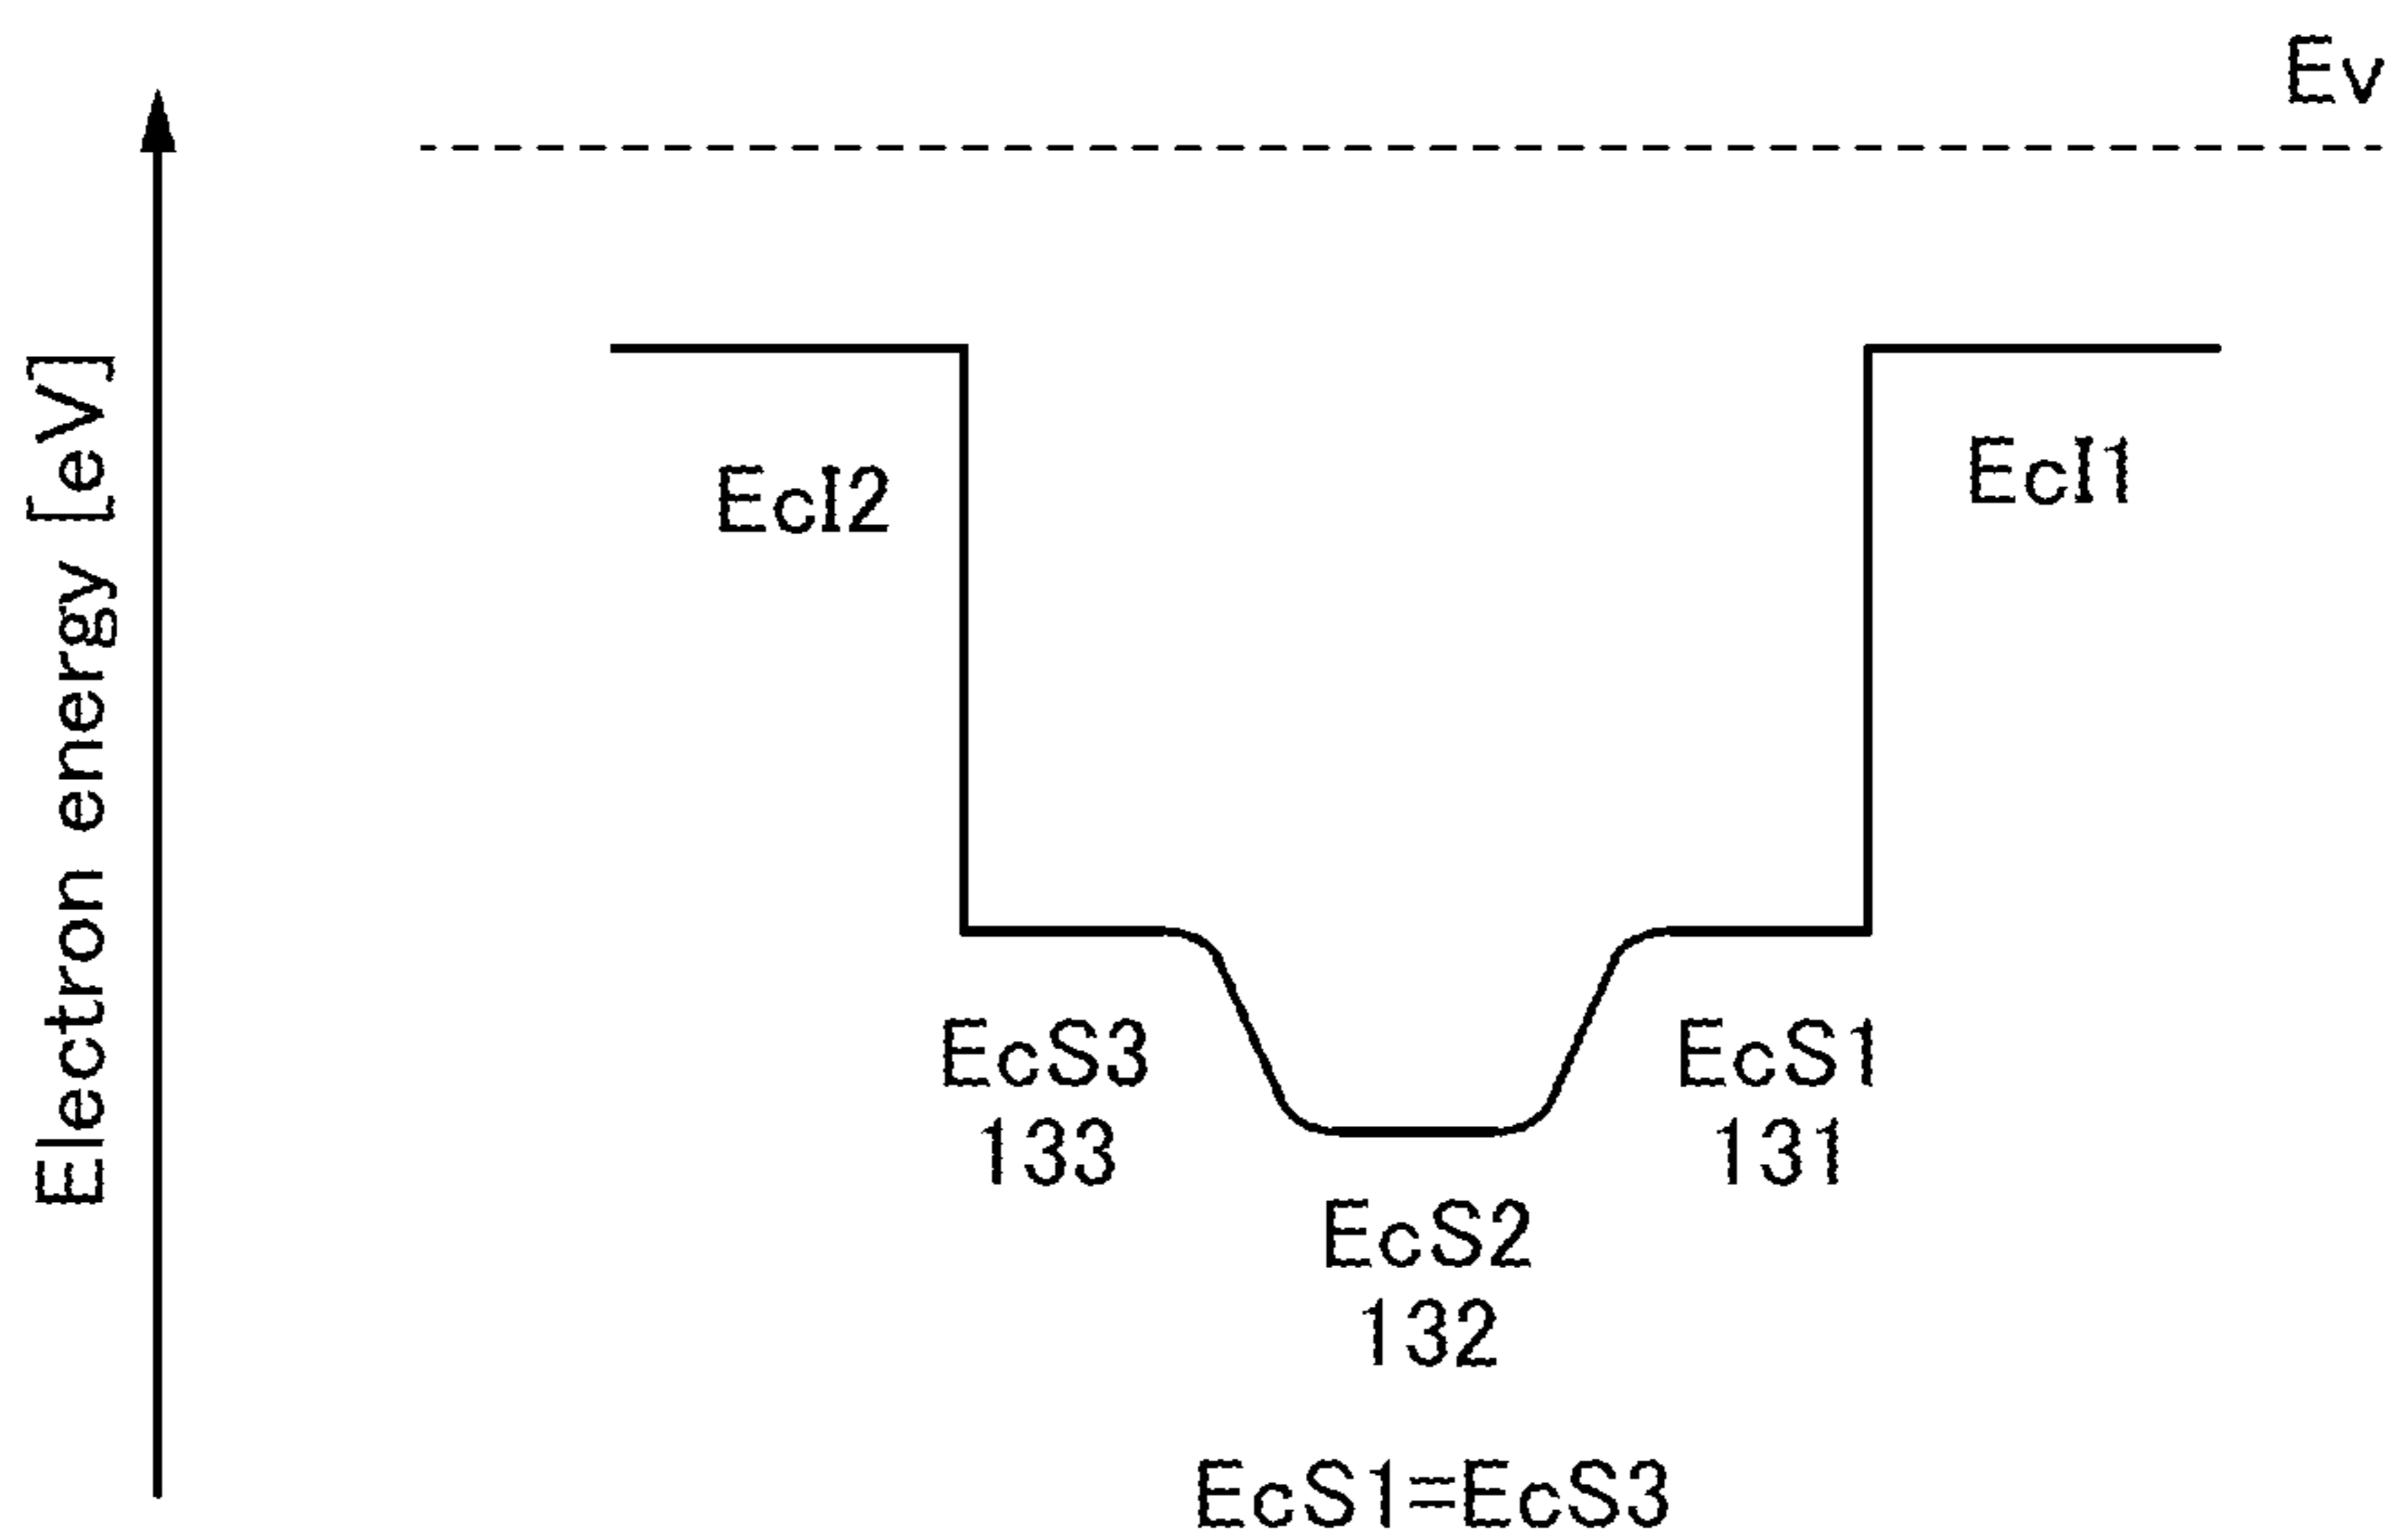 Ev
Electron energy [eV]
EcI2
EcI1
EcS3
133
EcS1
131
EcS2
132
EcS1=EcS3